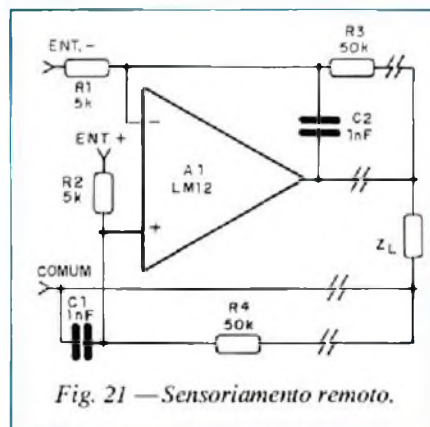 ENT.-
R1
5k
R3
50k
C2
1nF
ENT+
R2
5k
-
A1
LM12
+
ZL
COMUM
C1
1nF
R4
50k
Fig. 21 — Sensoriamento remoto.